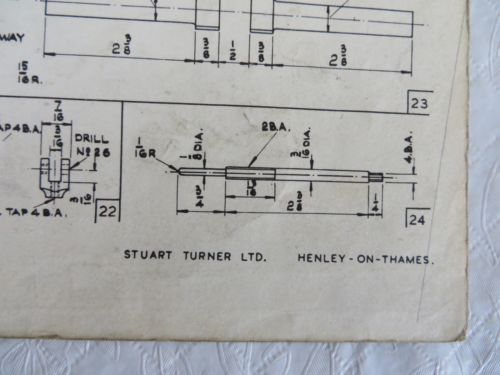 WAY
2 3/8
3/8
1/2
3/8
2 3/8
15/16 R.
23
7/16
TAP 4 B.A.
3/16
DRILL
Nº 26
3/16
TAP 4 B.A.
22
1/16 R
1/8 DIA.
2 B.A.
3/16 DIA.
4 B.A.
3/4
15/16
2 3/8
1/4
24
STUART TURNER LTD. HENLEY-ON-THAMES.